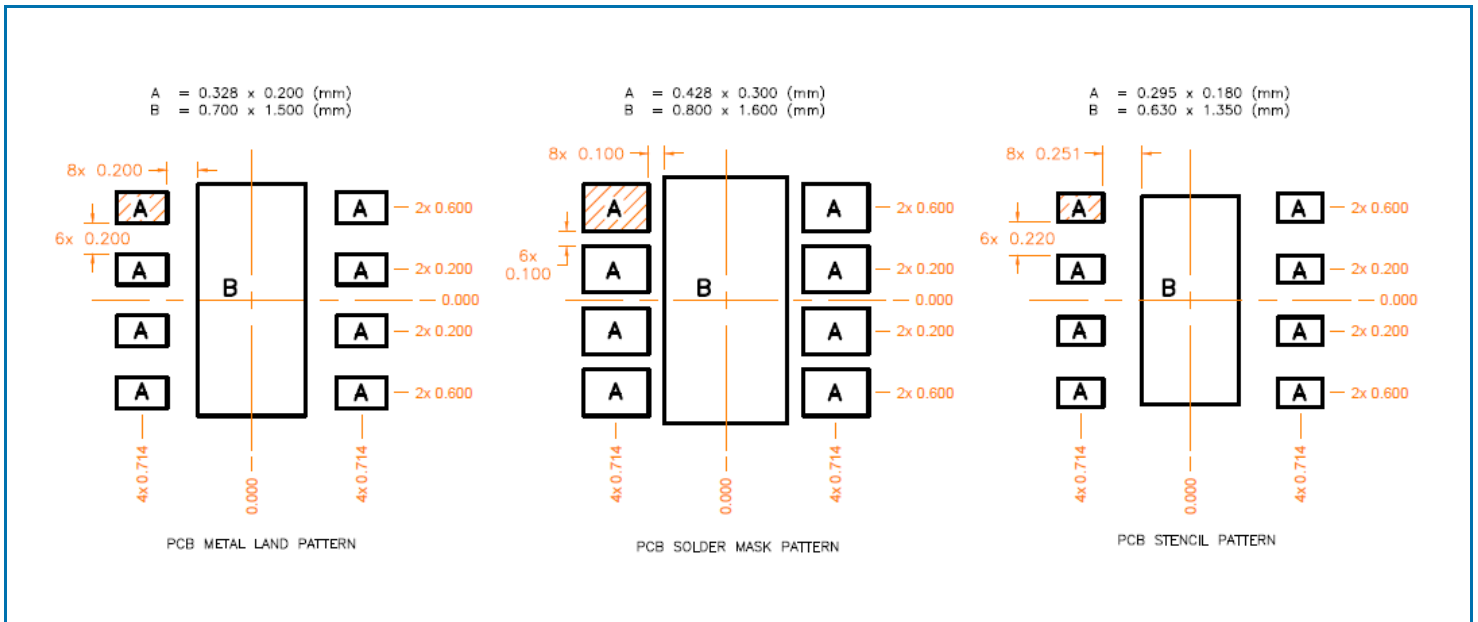 A = 0.328 x 0.200 (mm)
B = 0.700 x 1.500 (mm)
8x 0.200
A
A
2x 0.600
6x 0.200
A
A
2x 0.200
B
0.000
A
A
2x 0.200
A
A
2x 0.600
4x 0.714
0.000
4x 0.714
PCB METAL LAND PATTERN
A = 0.428 x 0.300 (mm)
B = 0.800 x 1.600 (mm)
8x 0.100
A
A
2x 0.600
6x
0.100
A
A
2x 0.200
B
0.000
A
A
2x 0.200
A
A
2x 0.600
4x 0.714
0.000
4x 0.714
PCB SOLDER MASK PATTERN
A = 0.295 x 0.180 (mm)
B = 0.630 x 1.350 (mm)
8x 0.251
A
A
2x 0.600
6x 0.220
A
A
2x 0.200
B
0.000
A
A
2x 0.200
A
A
2x 0.600
4x 0.714
0.000
4x 0.714
PCB STENCIL PATTERN